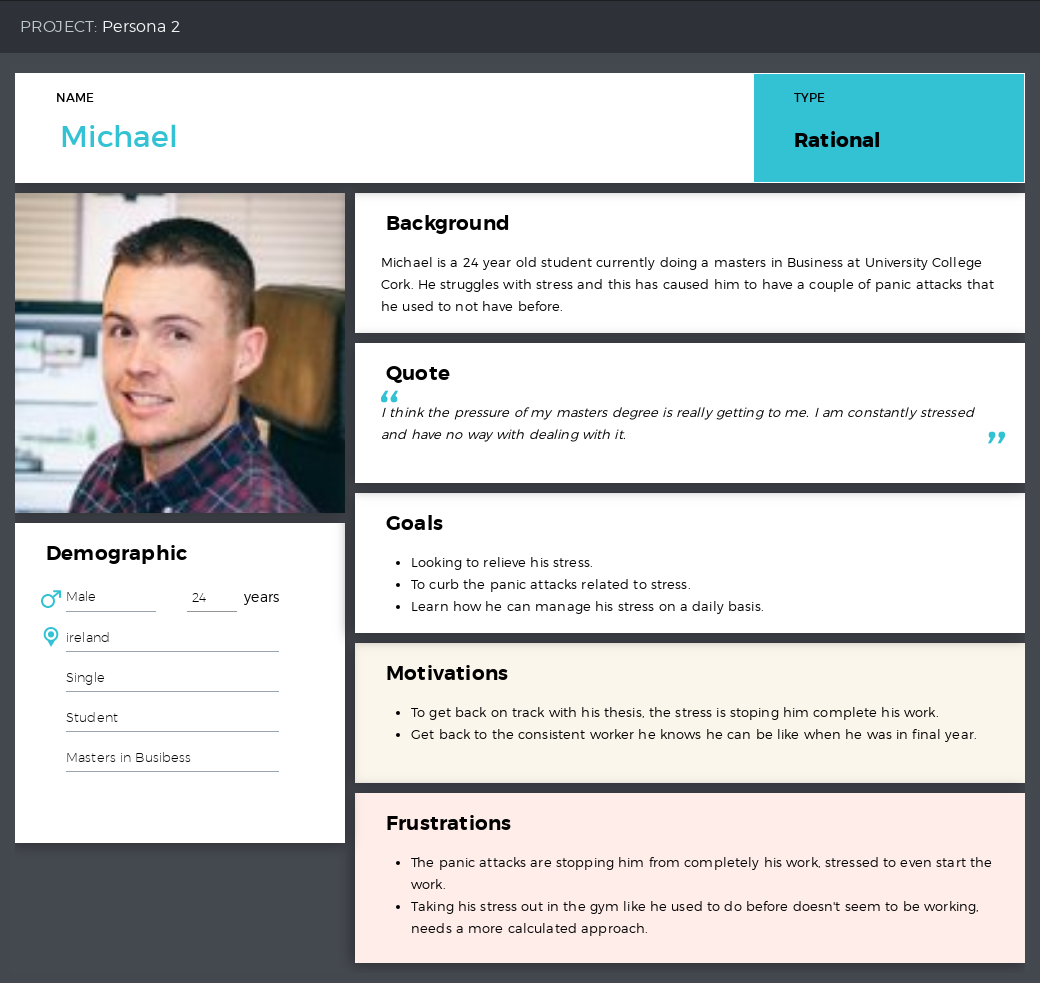 PROJECT: Persona 2
NAME
Michael
TYPE
Rational
Background
Michael is a 24 year old student currently doing a masters in Business at University College
Cork. He struggles with stress and this has caused him to have a couple of panic attacks that
he used to not have before.
Quote
“
I think the pressure of my masters degree is really getting to me. I am constantly stressed
and have no way with dealing with it.
”
Goals
• Looking to relieve his stress.
• To curb the panic attacks related to stress.
• Learn how he can manage his stress on a daily basis.
Demographic
Male 24 years
ireland
Single
Student
Masters in Busibess
Motivations
• To get back on track with his thesis, the stress is stoping him complete his work.
• Get back to the consistent worker he knows he can be like when he was in final year.
Frustrations
• The panic attacks are stopping him from completely his work, stressed to even start the
work.
• Taking his stress out in the gym like he used to do before doesn't seem to be working,
needs a more calculated approach.